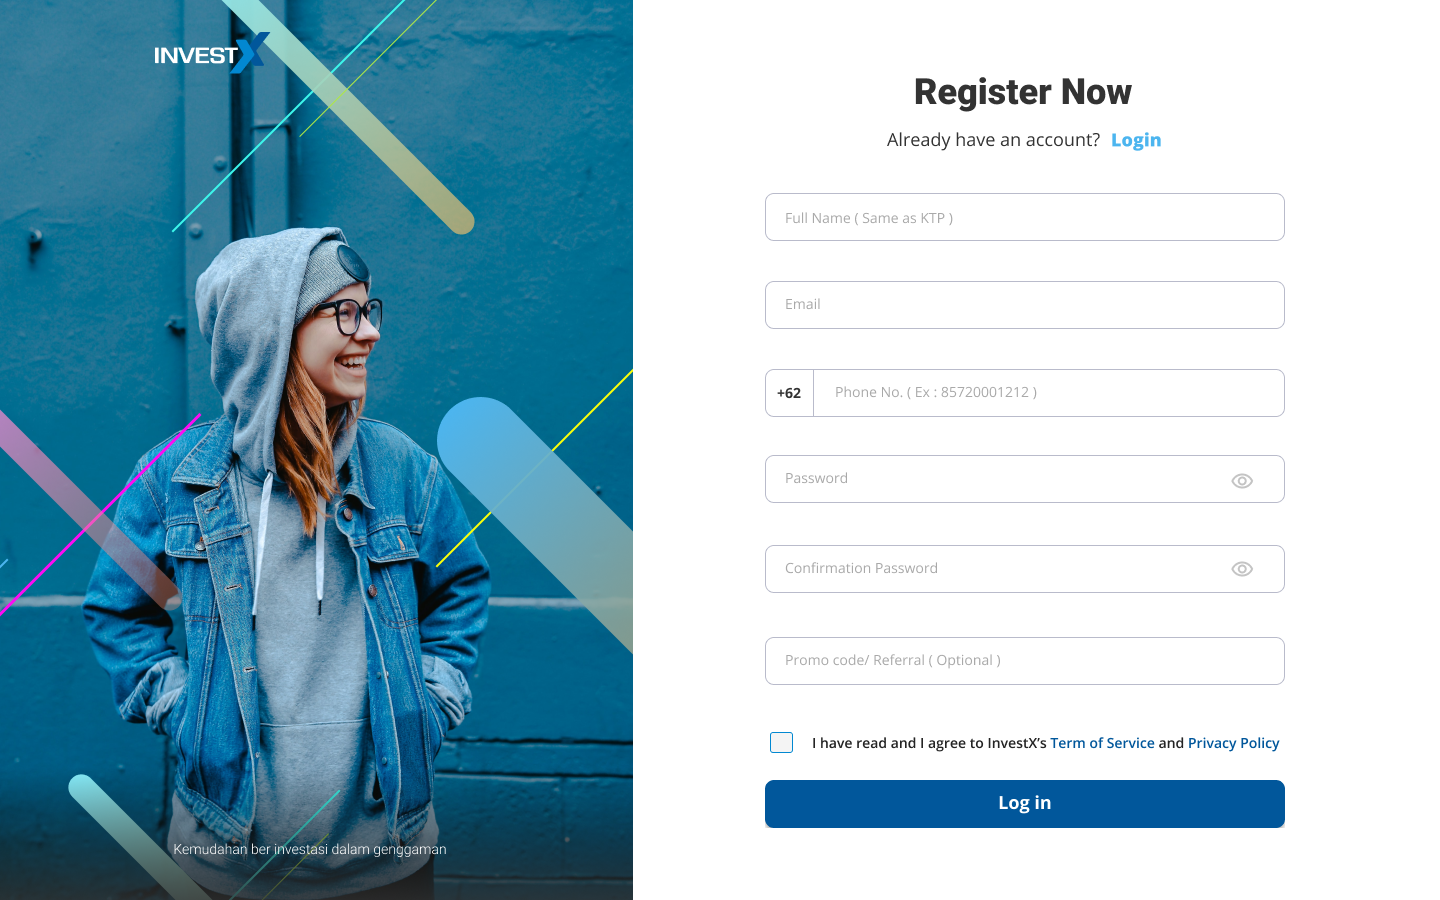 INVESTX
Kemudahan ber investasi dalam genggaman
Register Now
Already have an account? Login
Full Name ( Same as KTP )
Email
+62 Phone No. ( Ex : 85720001212 )
Password
Confirmation Password
Promo code/ Referral ( Optional )
I have read and I agree to InvestX’s Term of Service and Privacy Policy
Log in